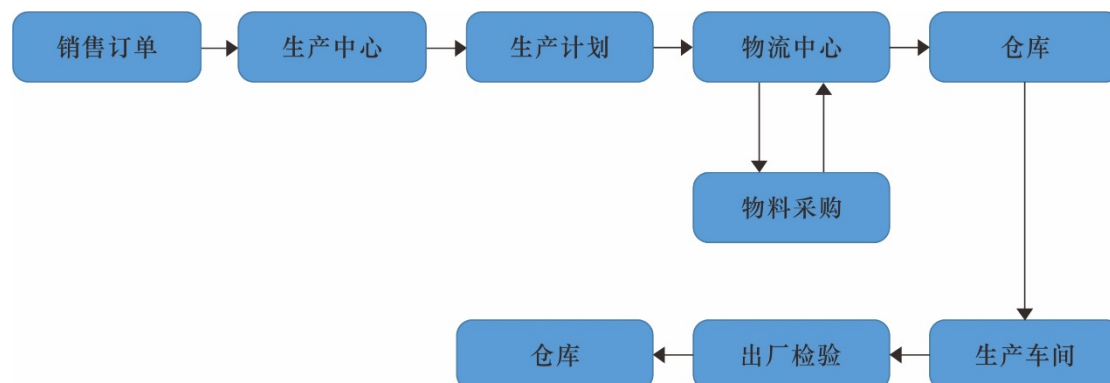 销售订单
生产中心
生产计划
物流中心
仓库
物料采购
仓库
出厂检验
生产车间